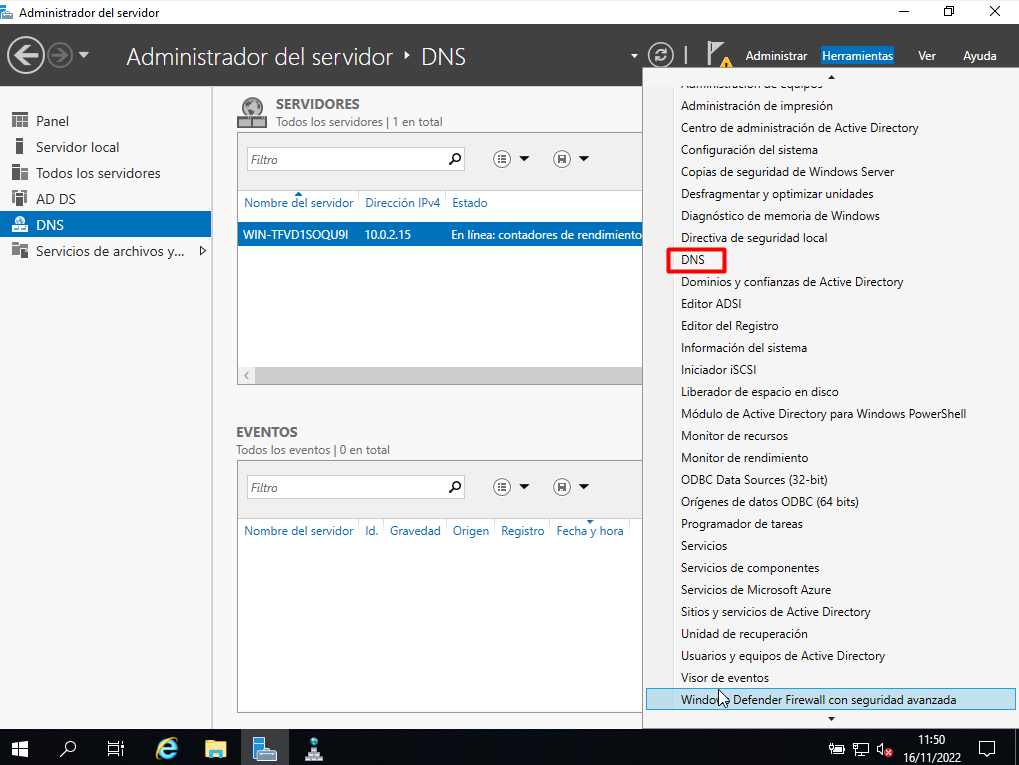 Administrador del servidor
Administrador del servidor ‣ DNS
Administrar Herramientas Ver Ayuda
Panel
Servidor local
Todos los servidores
AD DS
DNS
Servicios de archivos y...
SERVIDORES
Todos los servidores | 1 en total
Filtro
Nombre del servidor Dirección IPv4 Estado
WIN-TFVD1SOQU9I 10.0.2.15 En línea: contadores de rendimiento
EVENTOS
Todos los eventos | 0 en total
Filtro
Nombre del servidor Id. Gravedad Origen Registro Fecha y hora
Administración de equipos
Administración de impresión
Centro de administración de Active Directory
Configuración del sistema
Copias de seguridad de Windows Server
Desfragmentar y optimizar unidades
Diagnóstico de memoria de Windows
Directiva de seguridad local
DNS
Dominios y confianzas de Active Directory
Editor ADSI
Editor del Registro
Información del sistema
Iniciador iSCSI
Liberador de espacio en disco
Módulo de Active Directory para Windows PowerShell
Monitor de recursos
Monitor de rendimiento
ODBC Data Sources (32-bit)
Orígenes de datos ODBC (64 bits)
Programador de tareas
Servicios
Servicios de componentes
Servicios de Microsoft Azure
Sitios y servicios de Active Directory
Unidad de recuperación
Usuarios y equipos de Active Directory
Visor de eventos
Windows Defender Firewall con seguridad avanzada
11:50
16/11/2022